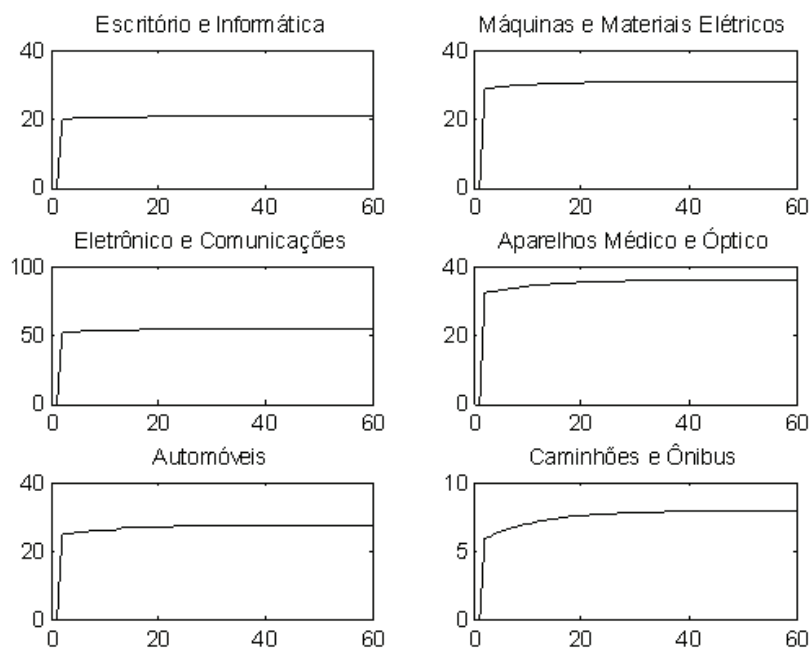 Escritório e Informática
40
20
0
0 20 40 60
Máquinas e Materiais Elétricos
40
20
0
0 20 40 60
Eletrônico e Comunicações
100
50
0
0 20 40 60
Aparelhos Médico e Óptico
40
20
0
0 20 40 60
Automóveis
40
20
0
0 20 40 60
Caminhões e Ônibus
10
5
0
0 20 40 60